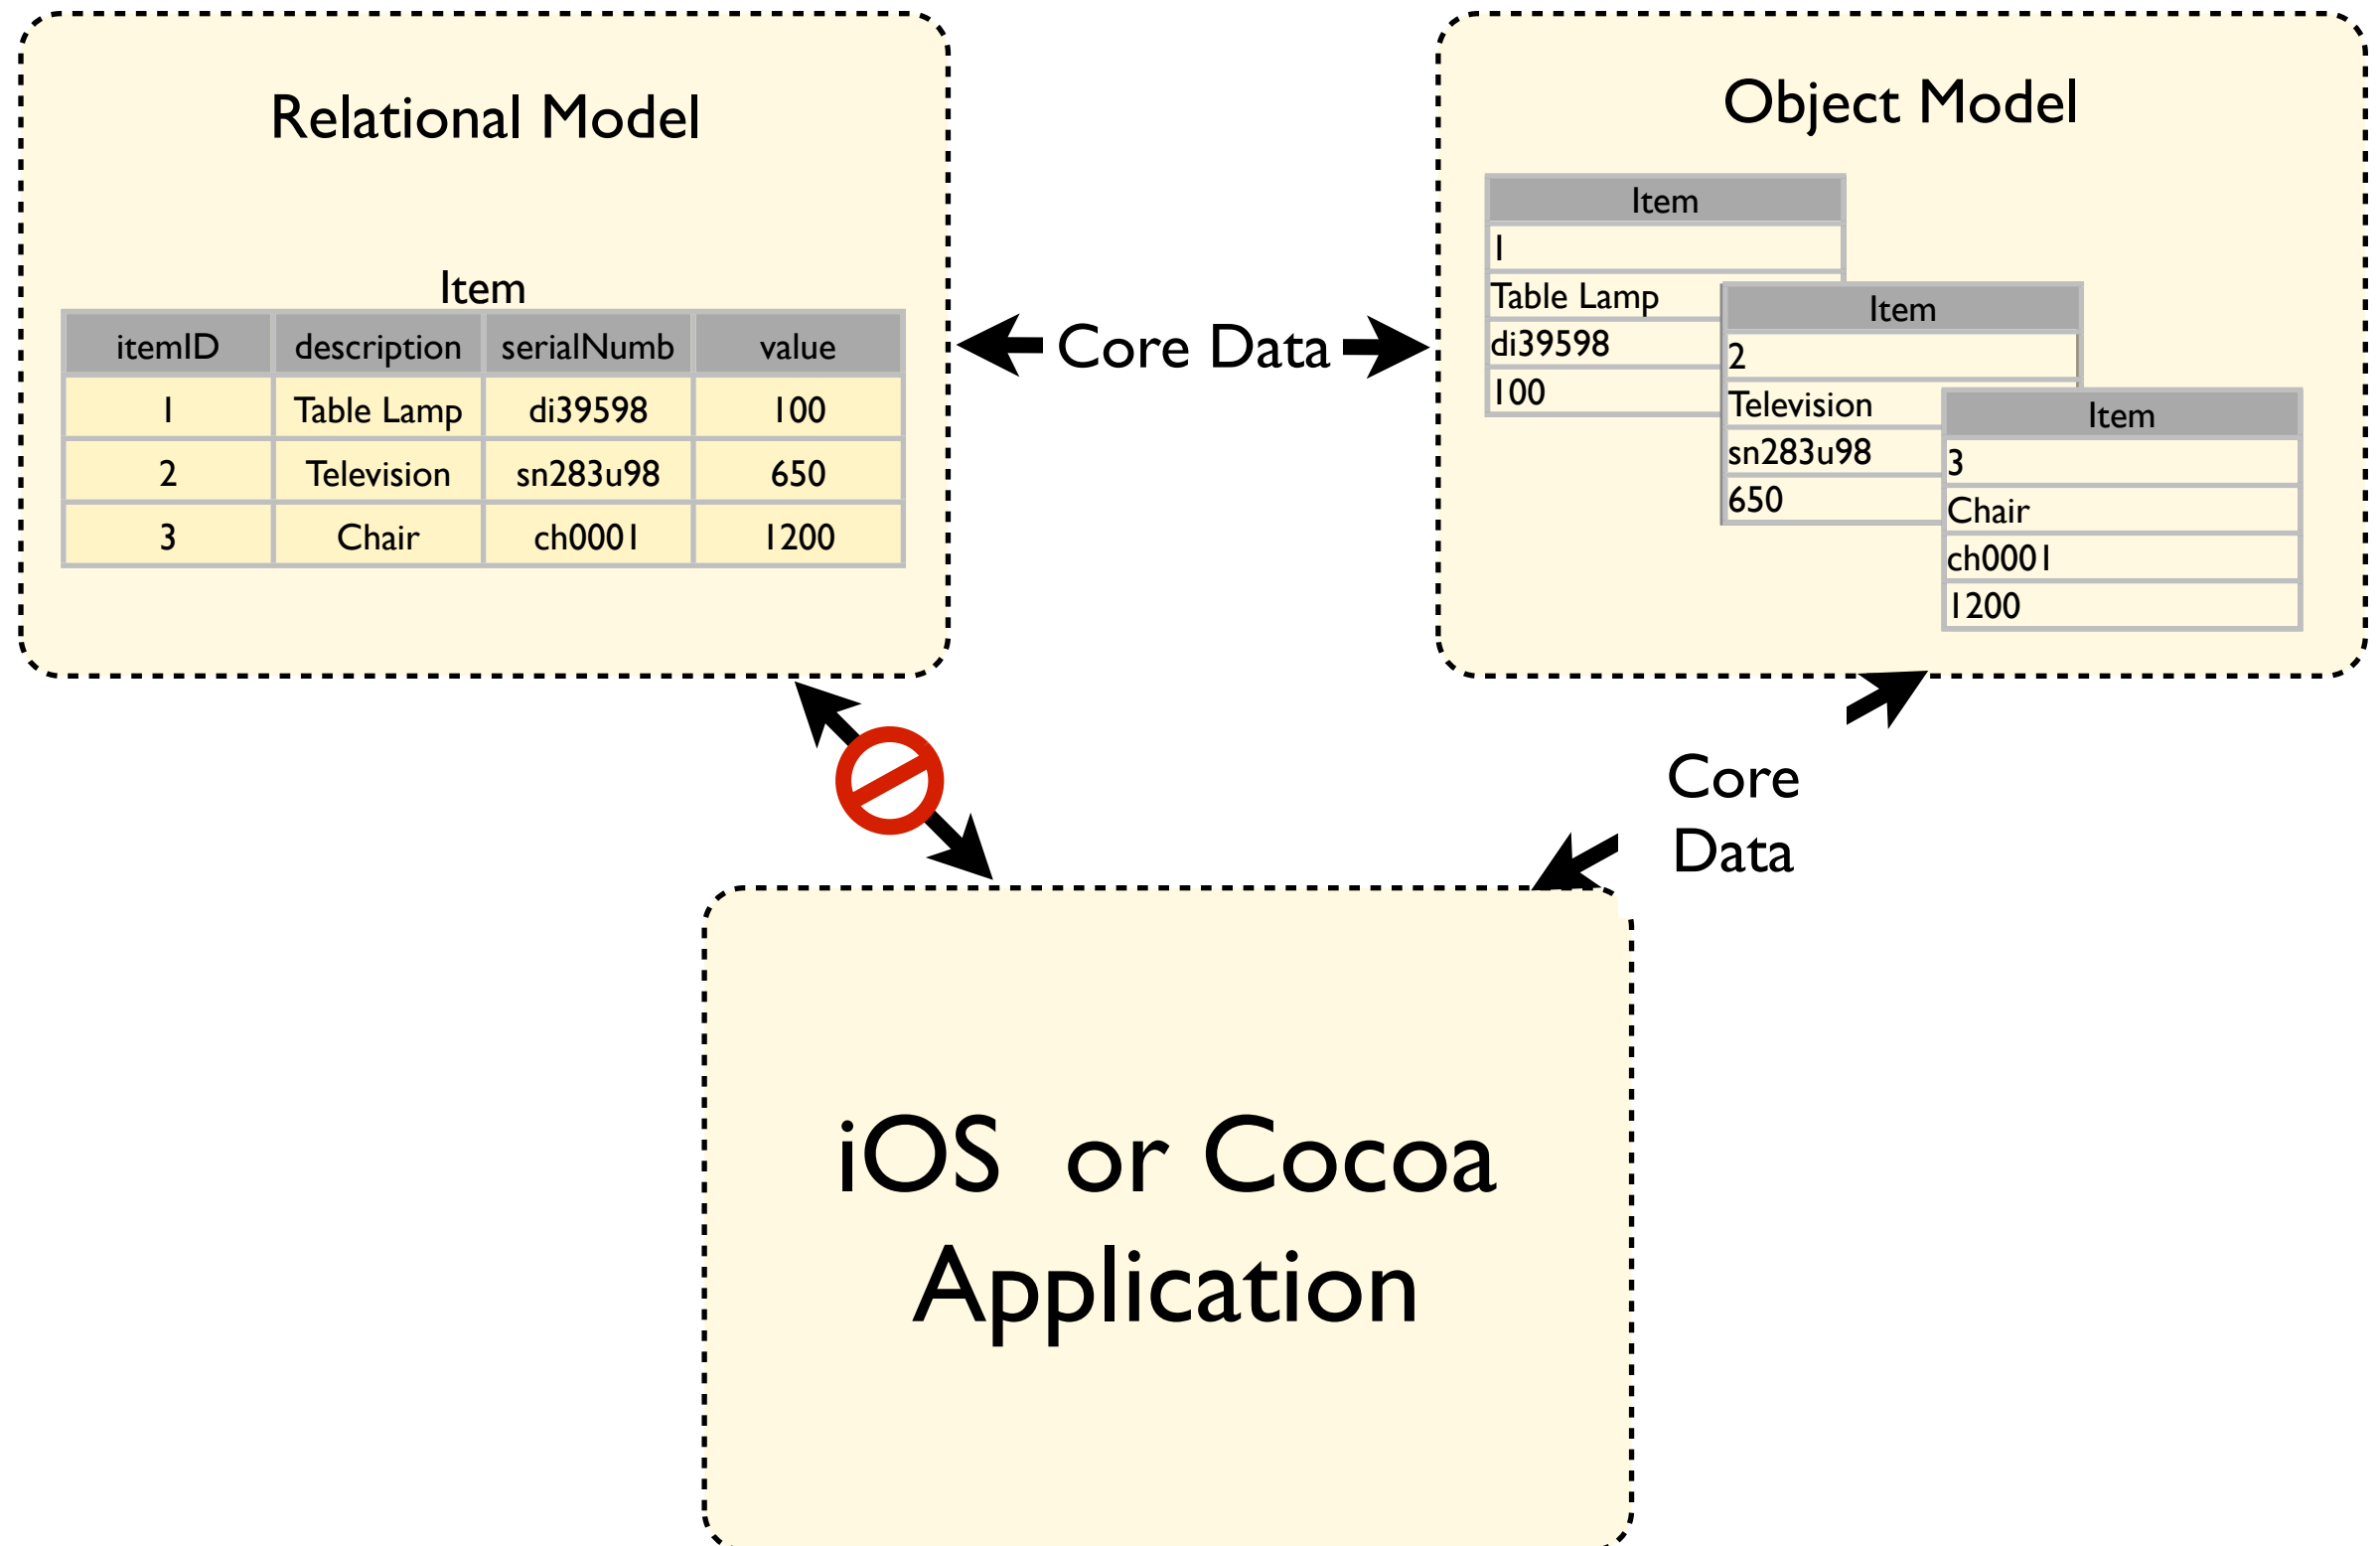 Relational Model
Item
itemID description serialNumb value
1 Table Lamp di39598 100
2 Television sn283u98 650
3 Chair ch0001 1200
Core Data
Object Model
Item
1
Table Lamp
di39598
100
Item
2
Television
sn283u98
650
Item
3
Chair
ch0001
1200
Core
Data
iOS or Cocoa
Application